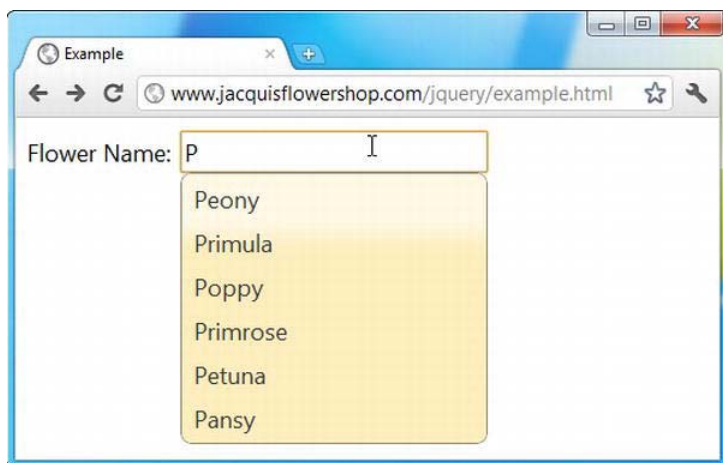 Example
www.jacquisflowershop.com/jquery/example.html
Flower Name: P
Peony
Primula
Poppy
Primrose
Petuna
Pansy